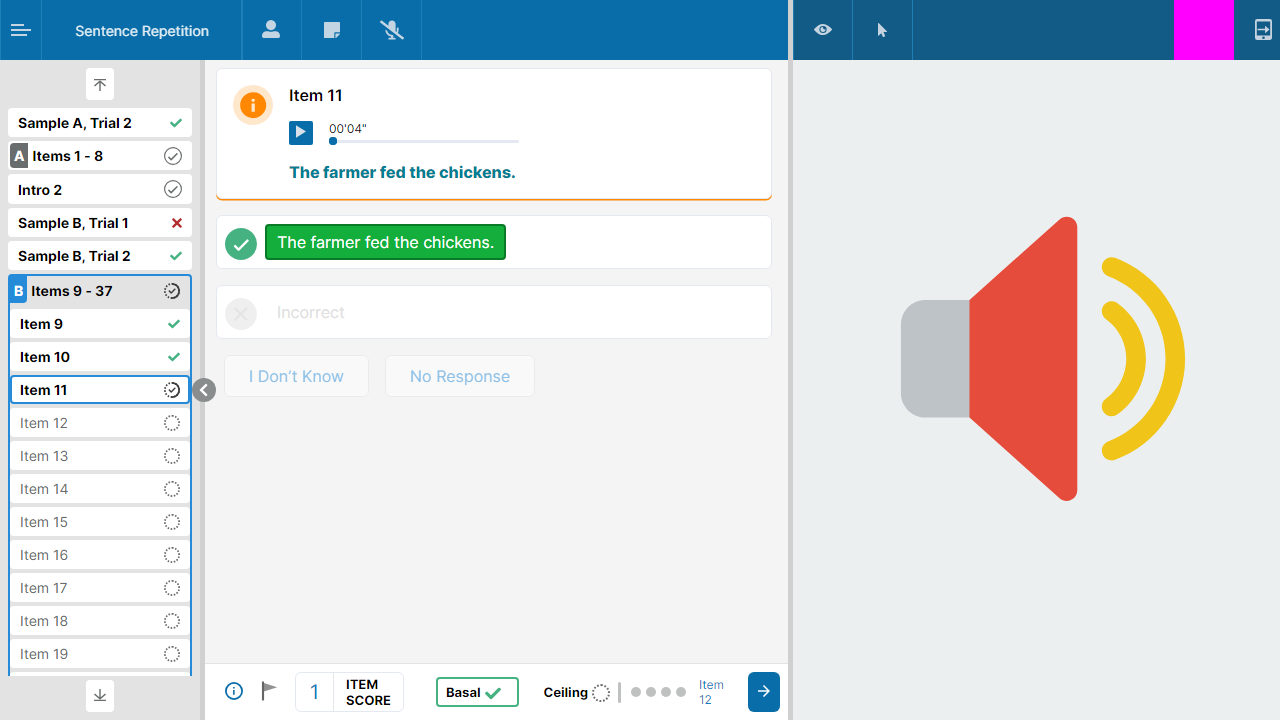 Sentence Repetition
Sample A, Trial 2
A Items 1 - 8
Intro 2
Sample B, Trial 1
Sample B, Trial 2
B Items 9 - 37
Item 9
Item 10
Item 11
Item 12
Item 13
Item 14
Item 15
Item 16
Item 17
Item 18
Item 19
Item 11
00'04"
The farmer fed the chickens.
The farmer fed the chickens.
Incorrect
I Don't Know
No Response
1
ITEM
SCORE
Basal
Ceiling
Item
12